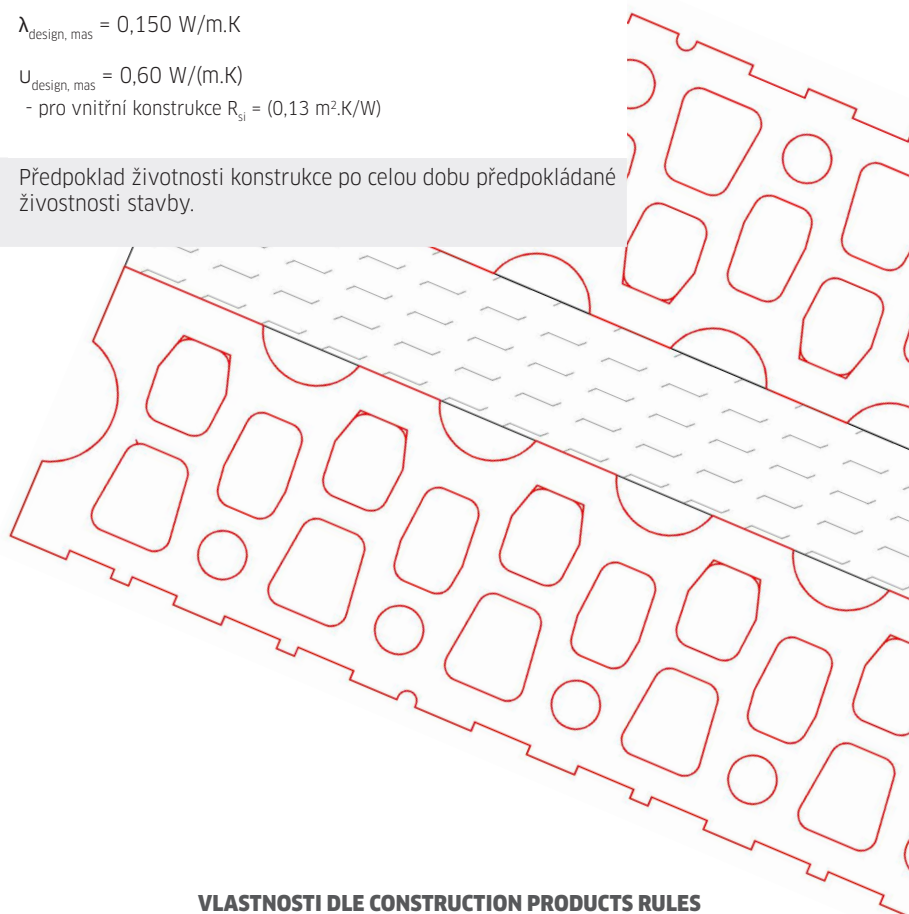 λdesign, mas = 0,150 W/m.K
Udesign, mas = 0,60 W/(m.K)
- pro vnitřní konstrukce Rsi = (0,13 m².K/W)
Předpoklad životnosti konstrukce po celou dobu předpokládané
živostnosti stavby.
VLASTNOSTI DLE CONSTRUCTION PRODUCTS RULES